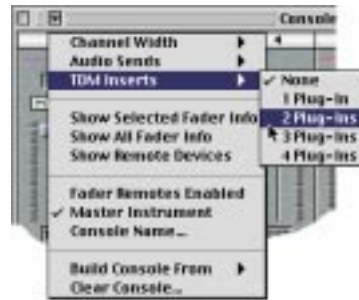 Console
Channel Width
4
Audio Sends
TDM Inserts
None
1 Plug-in
2 Plug-ins
3 Plug-ins
4 Plug-ins
Show Selected Fader Info
Show All Fader Info
Show Remote Devices
Fader Remotes Enabled
Master Instrument
Console Name...
Build Console From
Clear Console...